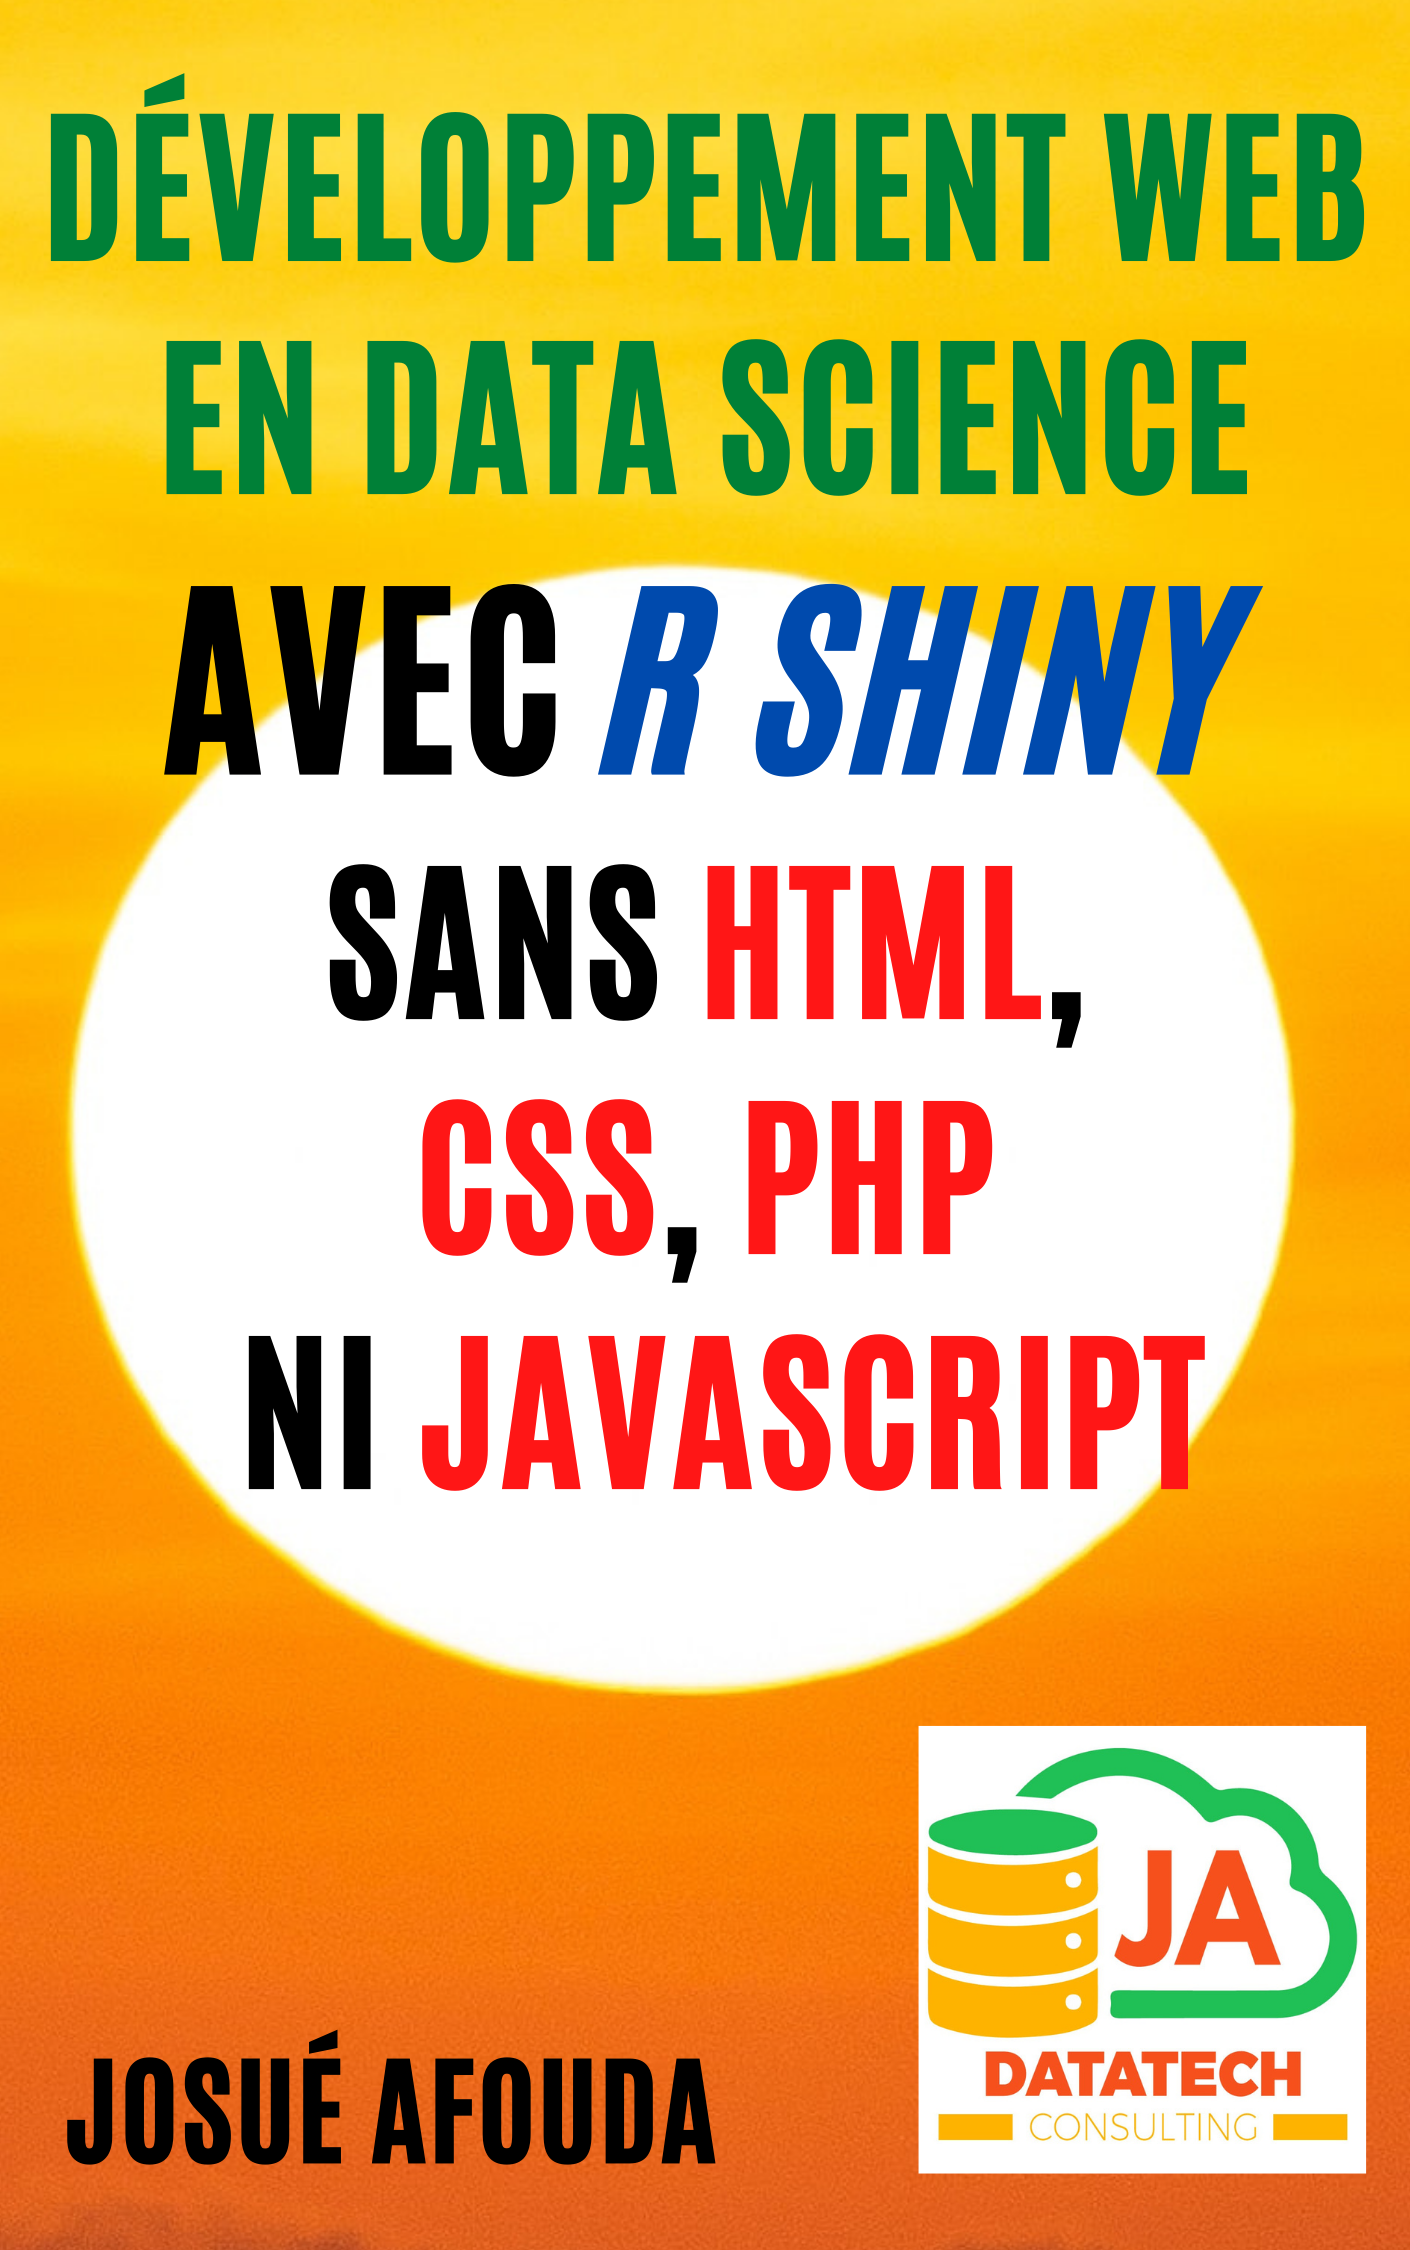 DÉVELOPPEMENT WEB
EN DATA SCIENCE
AVEC R SHINY
SANS HTML,
CSS, PHP
NI JAVASCRIPT
JA
DATATECH
CONSULTING
JOSUÉ AFOUDA